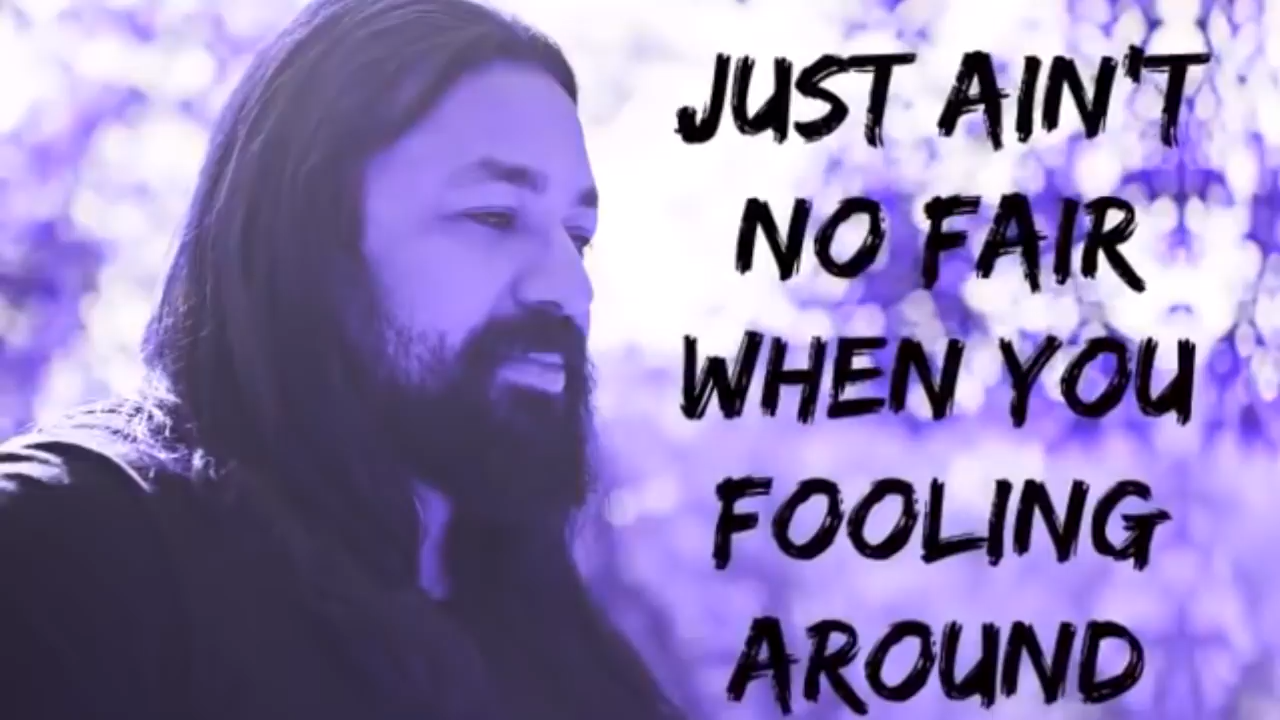 JUST AIN'T
NO FAIR
WHEN YOU
FOOLING
AROUND